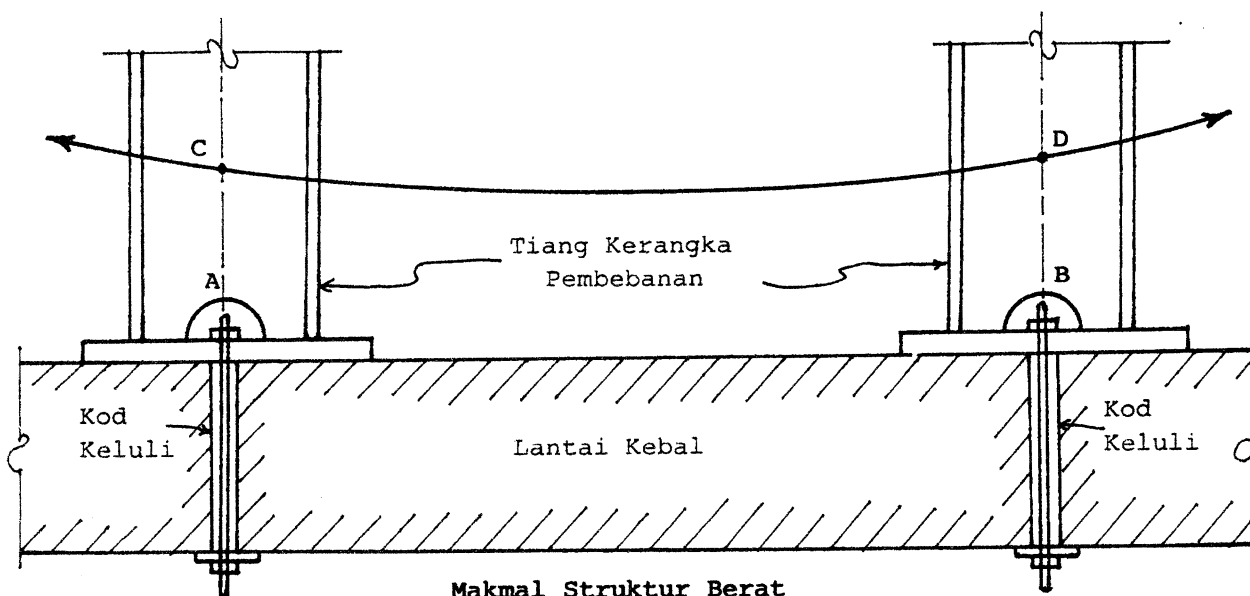 C
D
Tiang Kerangka
Pembebanan
A
B
Kod
Keluli
Lantai Kebal
Kod
Keluli
Makmal Struktur Berat